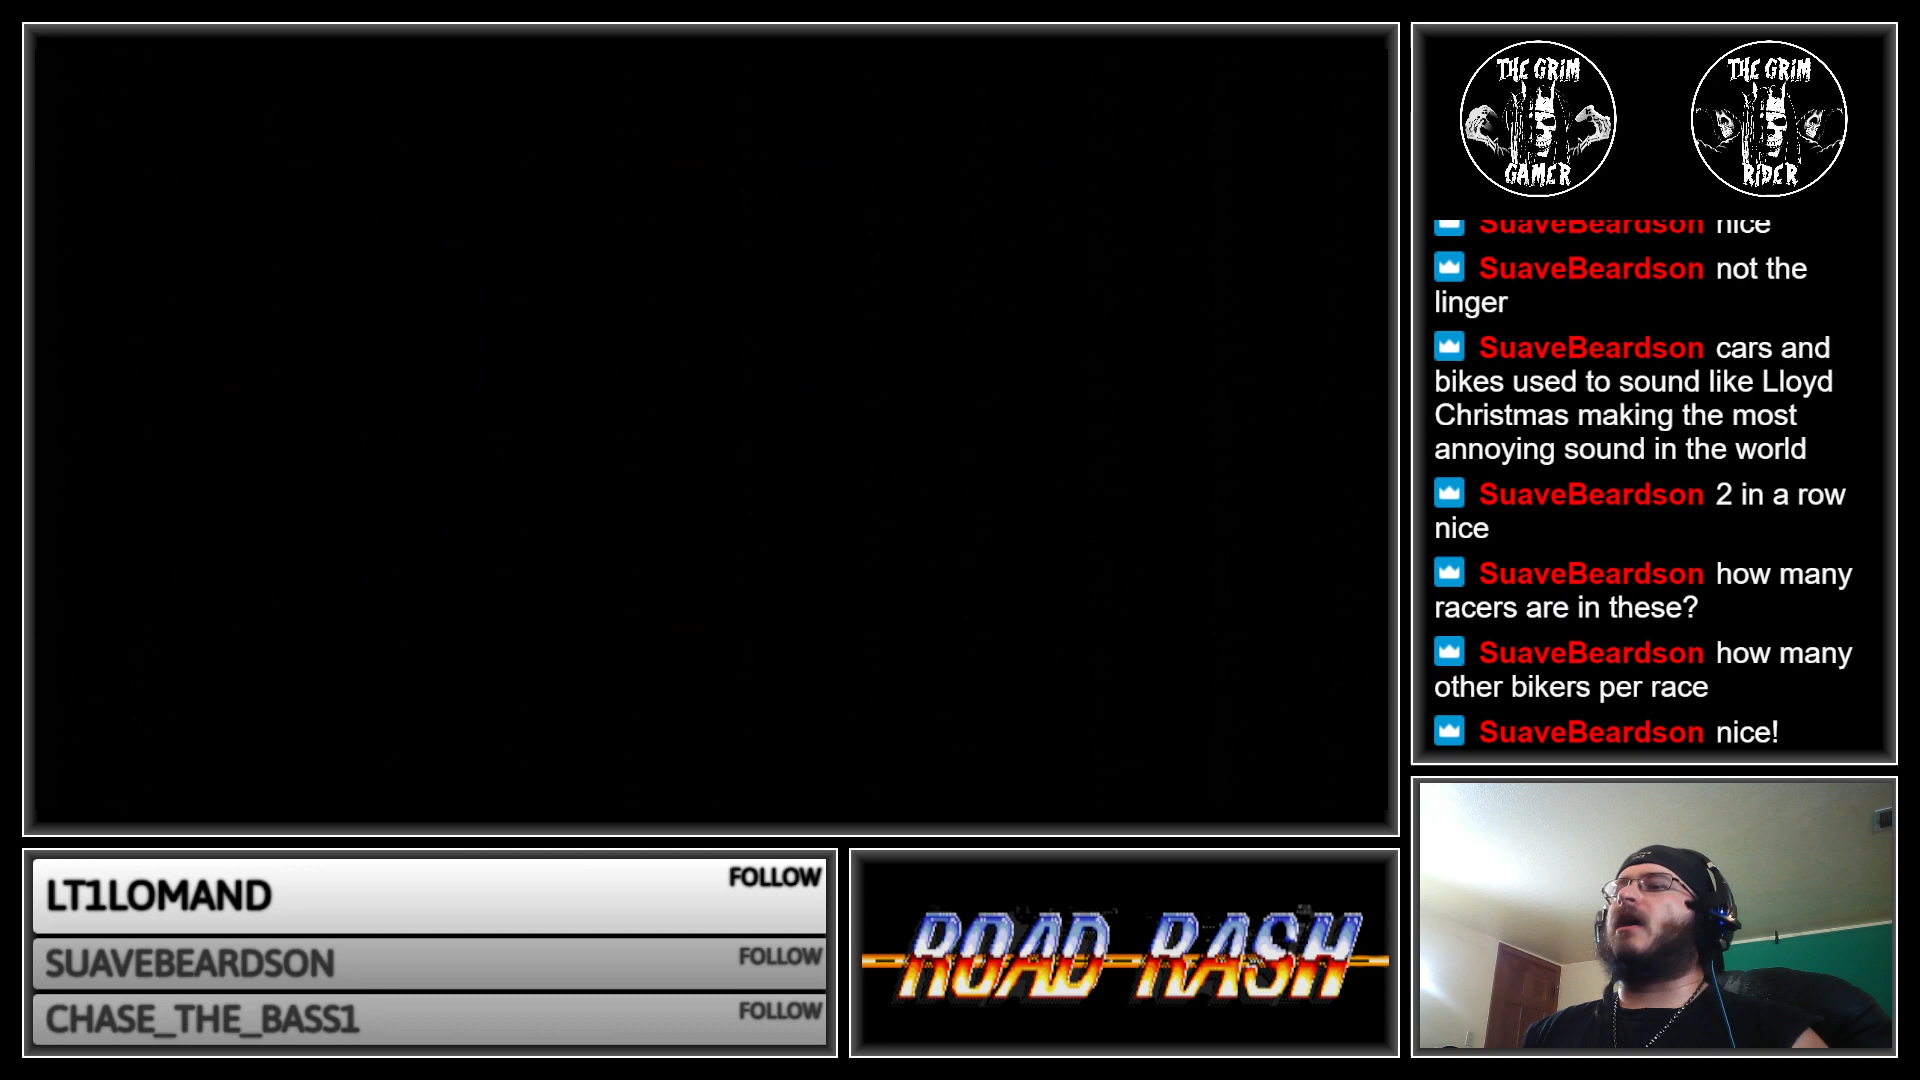 THE GRIM
GAMER
THE GRIM
RIDER
SuaveBeardson nice
SuaveBeardson not the
linger
SuaveBeardson cars and
bikes used to sound like Lloyd
Christmas making the most
annoying sound in the world
SuaveBeardson 2 in a row
nice
SuaveBeardson how many
racers are in these?
SuaveBeardson how many
other bikers per race
SuaveBeardson nice!
LT1LOMAND FOLLOW
SUAVEBEARDSON FOLLOW
CHASE_THE_BASS1 FOLLOW
ROAD RASH